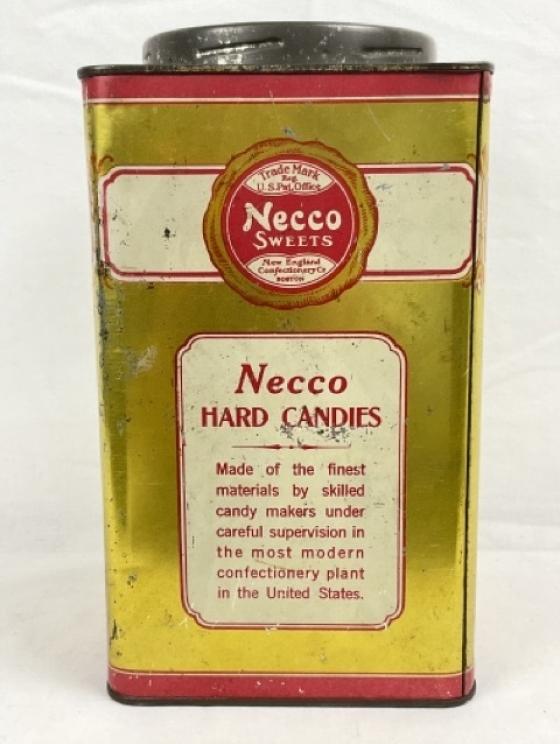 Trade Mark
Reg.
U.S. Pat. Office
Necco
SWEETS
New England
Confectionery Co
BOSTON
Necco
HARD CANDIES
Made of the finest
materials by skilled
candy makers under
careful supervision in
the most modern
confectionery plant
in the United States.